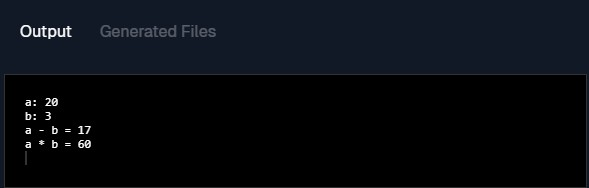 Output Generated Files
a: 20
b: 3
a - b = 17
a * b = 60